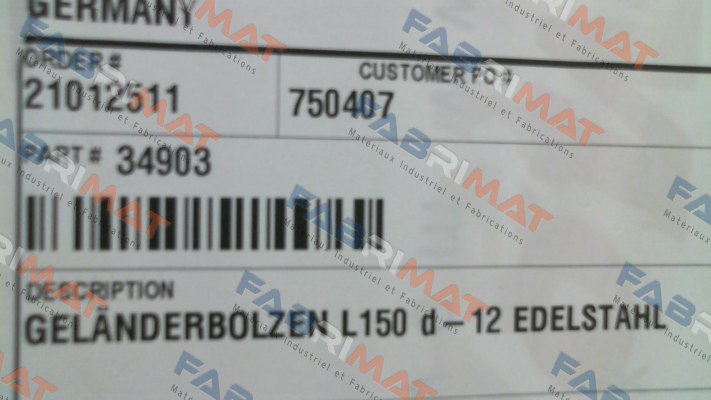 GERMANY
ORDER #
CUSTOMER PO #
21012511
750407
PART # 34903
DESCRIPTION
GELÄNDERBOLZEN L150 d-12 EDELSTAHL
FABRIMAT
Matériaux Industriel et Fabrications